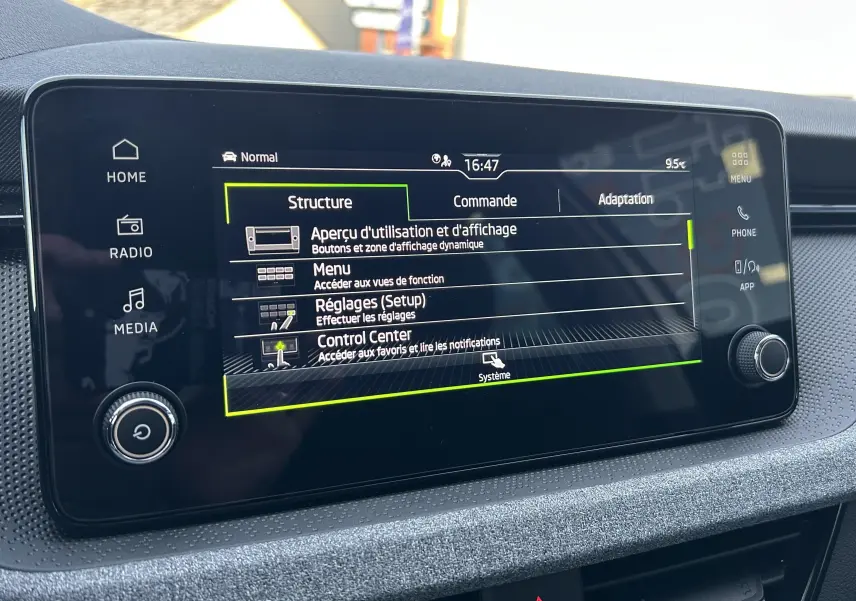 HOME
RADIO
MEDIA
Normal
16:47
9.5°C
Structure
Commande
Adaptation
Aperçu d'utilisation et d'affichage
Boutons et zone d'affichage dynamique
Menu
Accéder aux vues de fonction
Réglages (Setup)
Effectuer les réglages
Control Center
Accéder aux favoris et lire les notifications
Système
MENU
PHONE
APP